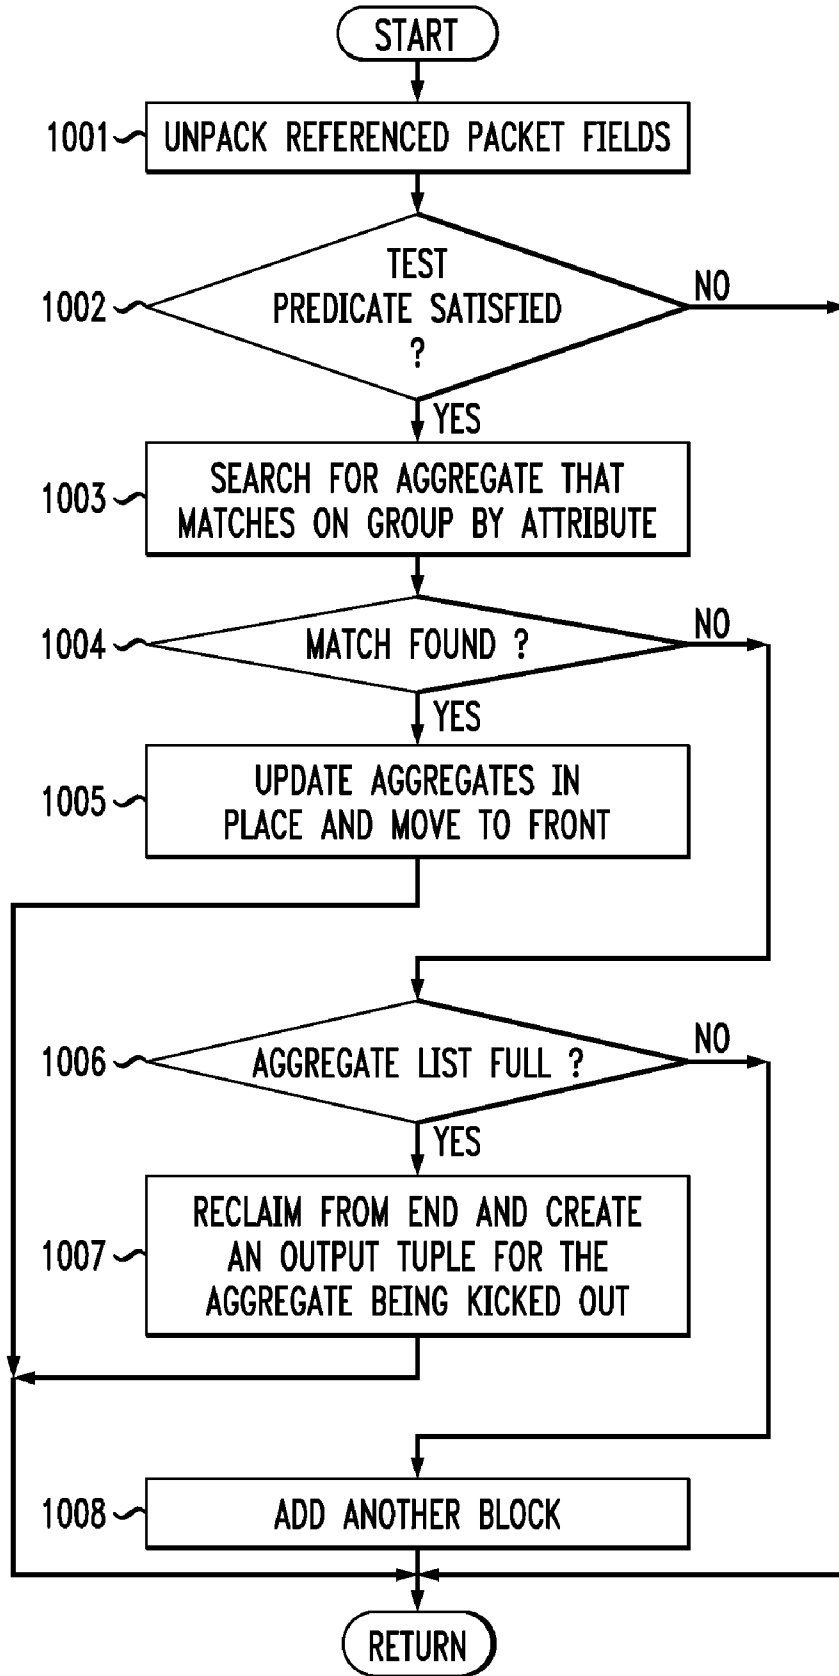 START
1001 UNPACK REFERENCED PACKET FIELDS
TEST
1002 PREDICATE SATISFIED NO
?
YES
SEARCH FOR AGGREGATE THAT
1003
MATCHES ON GROUP BY ATTRIBUTE
NO
1004 MATCH FOUND ?
YES
UPDATE AGGREGATES IN
1005
PLACE AND MOVE TO FRONT
NO
1006 AGGREGATE LIST FULL ?
YES
RECLAIM FROM END AND CREATE
1007 AN OUTPUT TUPLE FOR THE
AGGREGATE BEING KICKED OUT
1008 ADD ANOTHER BLOCK
RETURN